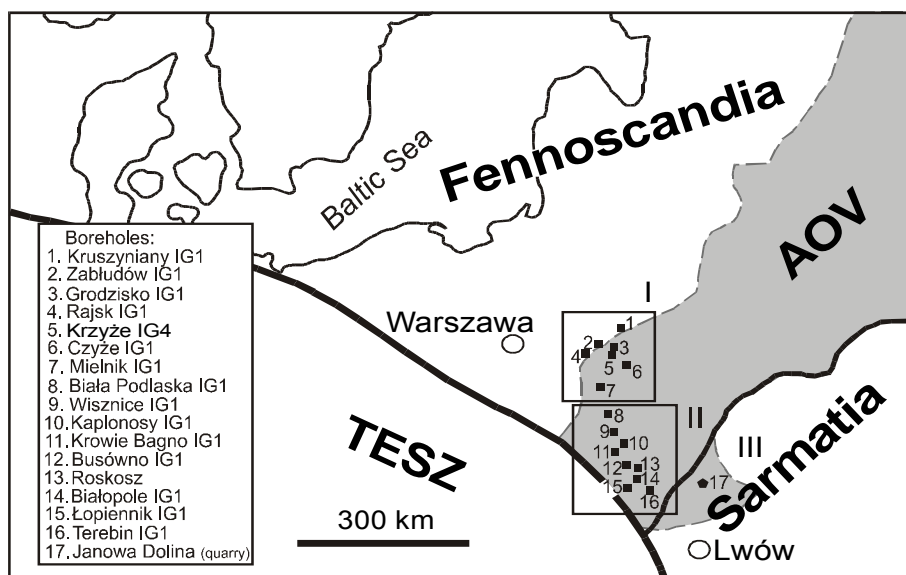 Fennoscandia
Baltic Sea
AOV
Boreholes:
1. Kruszyniany IG1
2. Zabłudów IG1
3. Grodzisko IG1
4. Rajsk IG1
5. Krzyże IG4
6. Czyże IG1
7. Mielnik IG1
8. Biała Podlaska IG1
9. Wisznice IG1
10. Kaplonosy IG1
11. Krowie Bagno IG1
12. Busówno IG1
13. Roskosz
14. Białopole IG1
15. Łopiennik IG1
16. Terebin IG1
17. Janowa Dolina (quarry)
Warszawa
I
1
2
3
4
5
6
7
II
8
9
10
11
12
13
14
15
16
III
17
TESZ
Sarmatia
300 km
Lwów